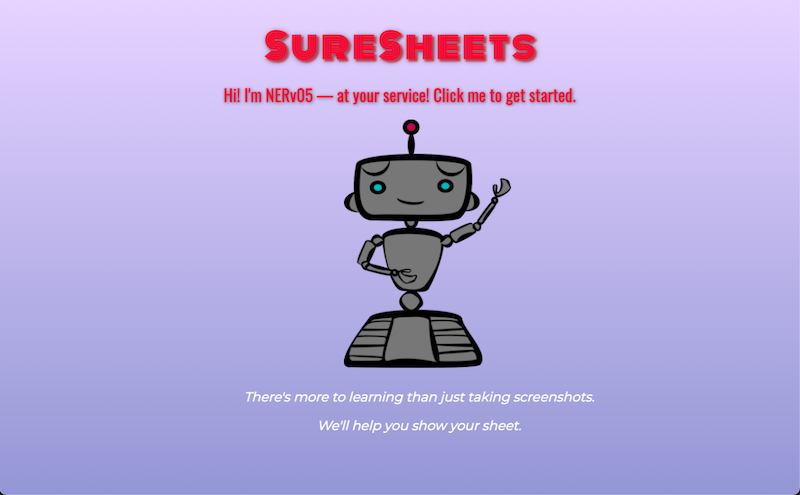 SureSheets
Hi! I'm NERv05 — at your service! Click me to get started.
There's more to learning than just taking screenshots.
We'll help you show your sheet.